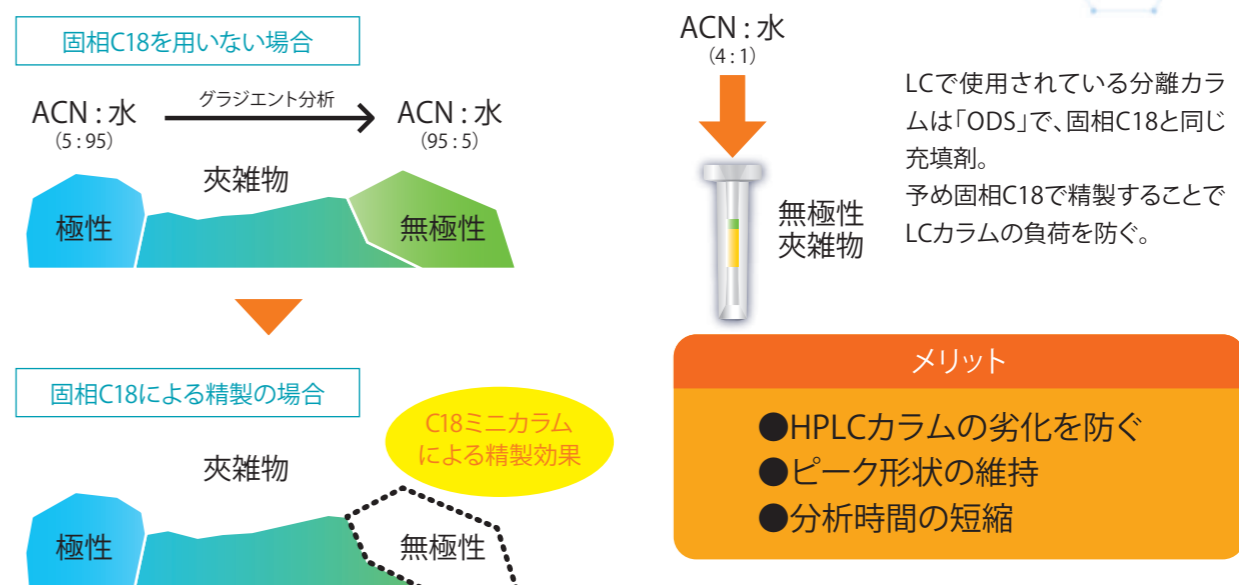 固相C18を用いない場合
ACN : 水
(5 : 95)
グラジエント分析
ACN : 水
(95 : 5)
夾雑物
極性
無極性
固相C18による精製の場合
C18ミニカラム
による精製効果
夾雑物
極性
無極性
ACN : 水
(4 : 1)
無極性
夾雑物
LCで使用されている分離カラ
ムは「ODS」で、固相C18と同じ
充填剤。
予め固相C18で精製することで
LCカラムの負荷を防ぐ。
メリット
●HPLCカラムの劣化を防ぐ
●ピーク形状の維持
●分析時間の短縮